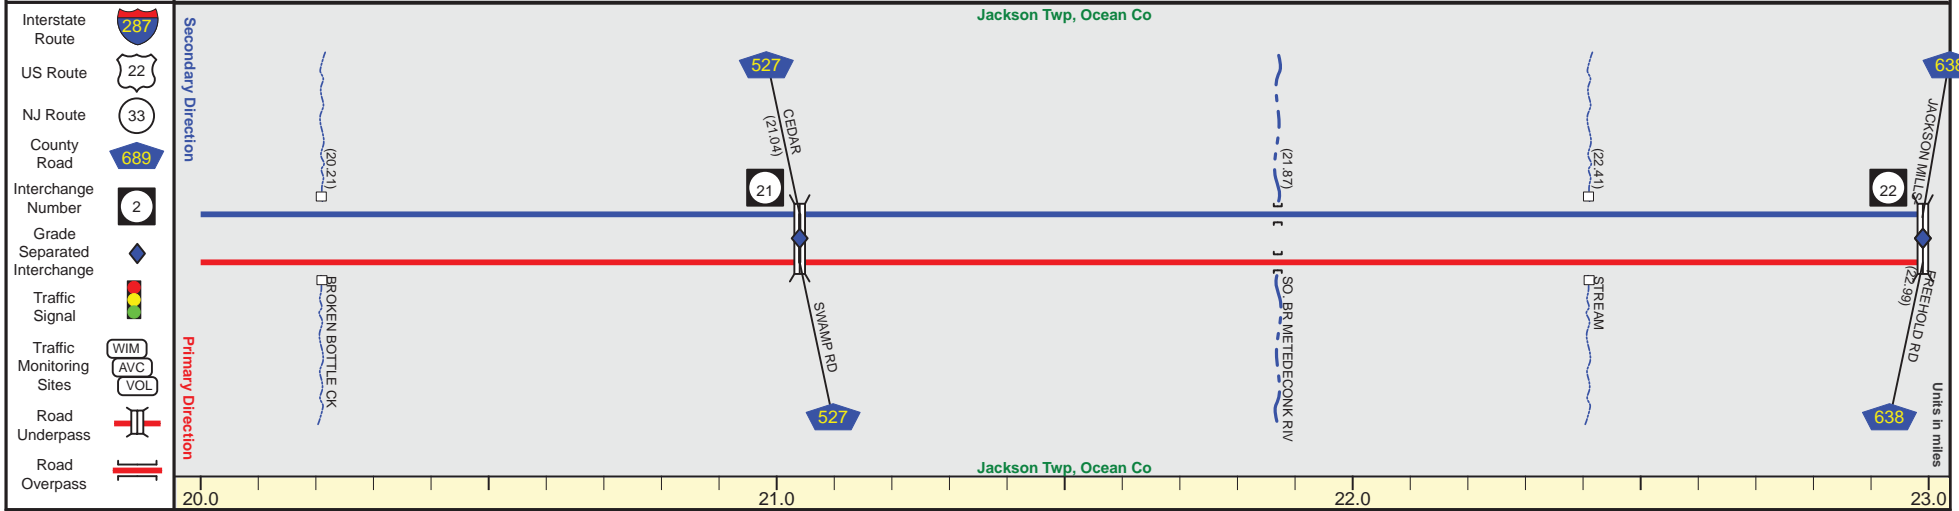 Interstate
Route
287
US Route
22
NJ Route
33
County
Road
689
Interchange
Number
2
Grade
Separated
Interchange
Traffic
Signal
Traffic
Monitoring
Sites
WIM
AVC
VOL
Road
Underpass
Road
Overpass
Secondary Direction
Primary Direction
Jackson Twp, Ocean Co
(20.21)
BROKEN BOTTLE CK
527
CEDAR
(21.04)
21
SWAMP RD
527
(21.87)
SO. BR METEDECONK RIV
(22.41)
STREAM
638
JACKSON MILLS
22
FREEHOLD RD
(22.99)
638
Units in miles
Jackson Twp, Ocean Co
20.0
21.0
22.0
23.0